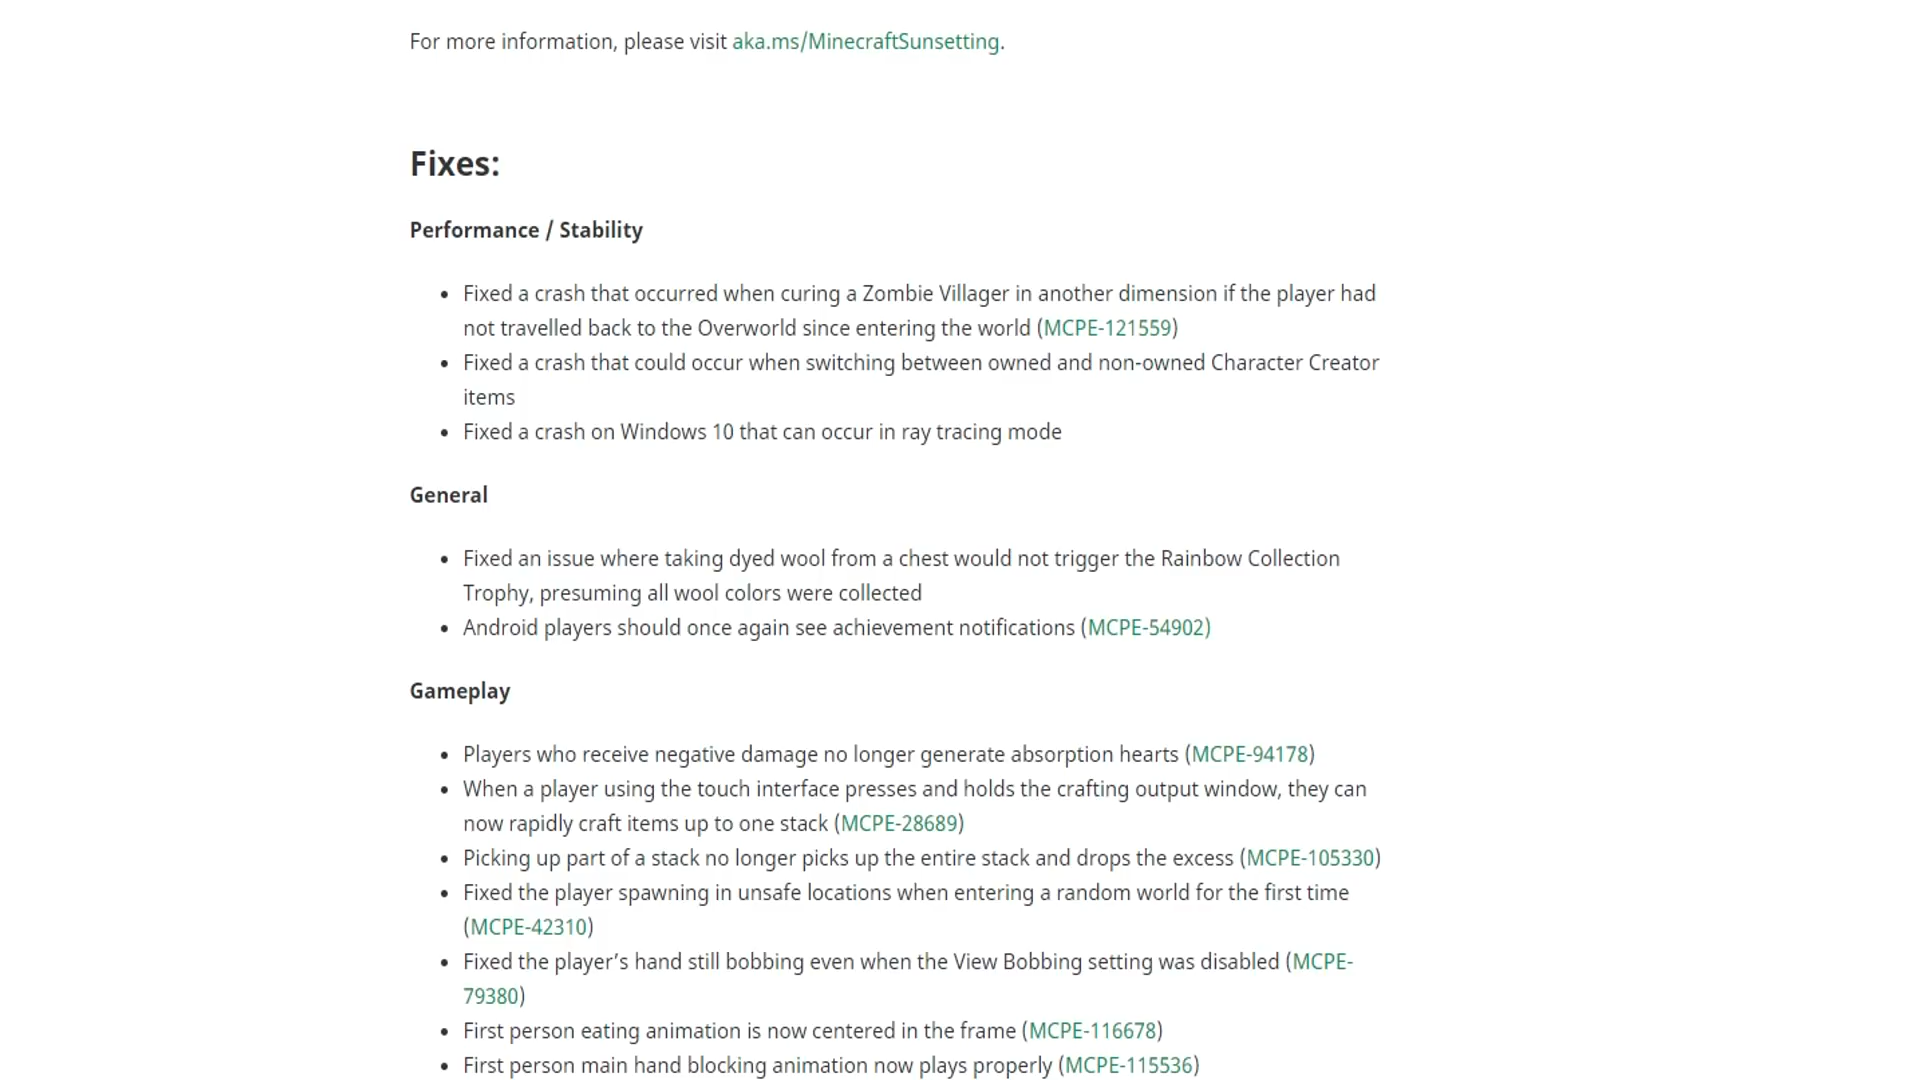 For more information, please visit aka.ms/MinecraftSunsetting.
Fixes:
Performance / Stability
• Fixed a crash that occurred when curing a Zombie Villager in another dimension if the player had
not travelled back to the Overworld since entering the world (MCPE-121559)
• Fixed a crash that could occur when switching between owned and non-owned Character Creator
items
• Fixed a crash on Windows 10 that can occur in ray tracing mode
General
• Fixed an issue where taking dyed wool from a chest would not trigger the Rainbow Collection
Trophy, presuming all wool colors were collected
• Android players should once again see achievement notifications (MCPE-54902)
Gameplay
• Players who receive negative damage no longer generate absorption hearts (MCPE-94178)
• When a player using the touch interface presses and holds the crafting output window, they can
now rapidly craft items up to one stack (MCPE-28689)
• Picking up part of a stack no longer picks up the entire stack and drops the excess (MCPE-105330)
• Fixed the player spawning in unsafe locations when entering a random world for the first time
(MCPE-42310)
• Fixed the player’s hand still bobbing even when the View Bobbing setting was disabled (MCPE-
79380)
• First person eating animation is now centered in the frame (MCPE-116678)
• First person main hand blocking animation now plays properly (MCPE-115536)